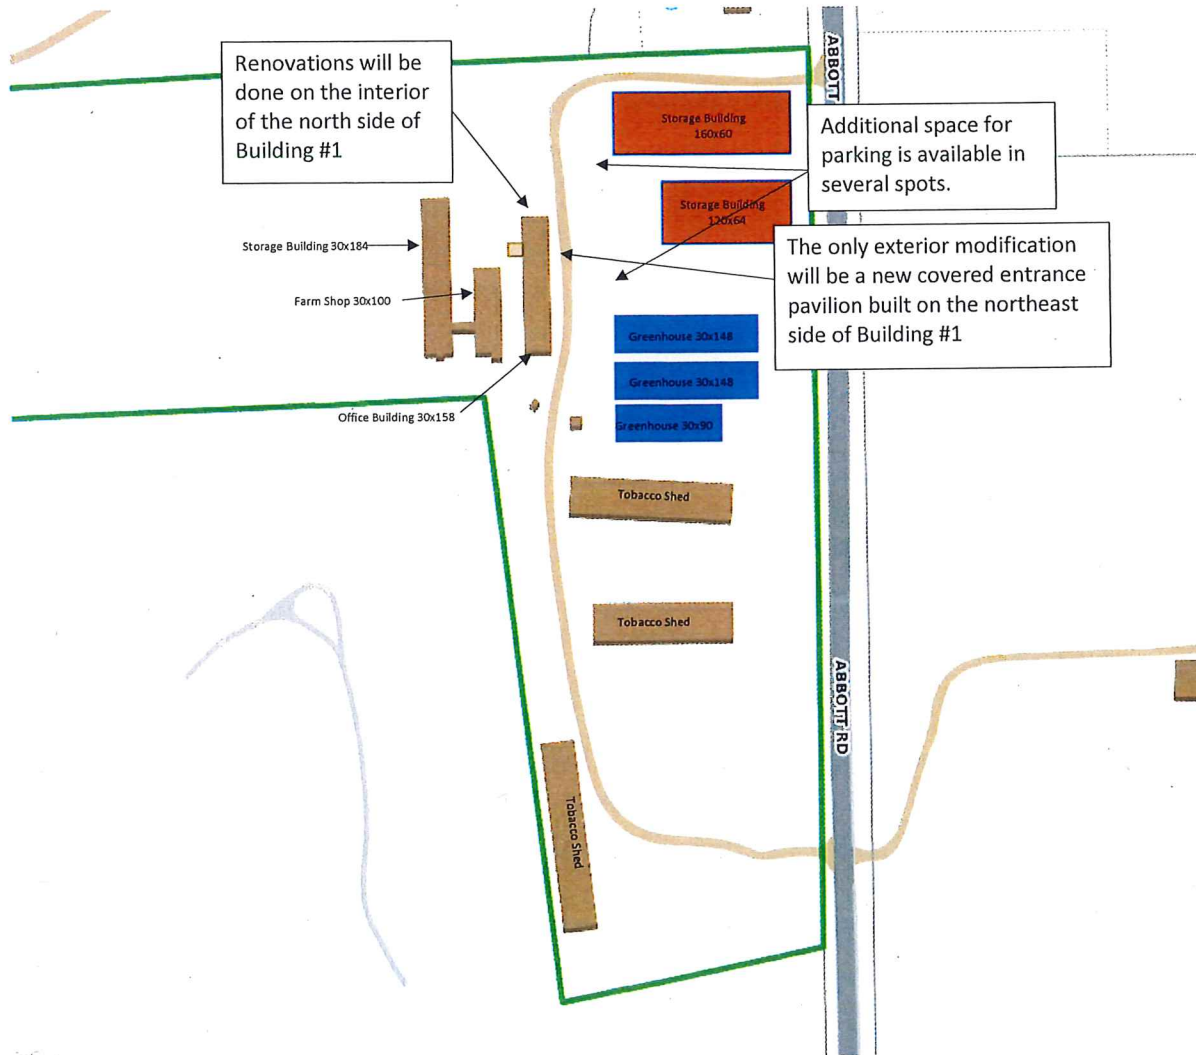 Renovations will be
done on the interior
of the north side of
Building #1
ABBOTT
Storage Building
160x60
Additional space for
parking is available in
several spots.
Storage Building
120x64
Storage Building 30x184
The only exterior modification
will be a new covered entrance
pavilion built on the northeast
side of Building #1
Farm Shop 30x100
Greenhouse 30x148
Greenhouse 30x148
Office Building 30x158
Greenhouse 30x90
Tobacco Shed
Tobacco Shed
ABBOTT RD
Tobacco Shed